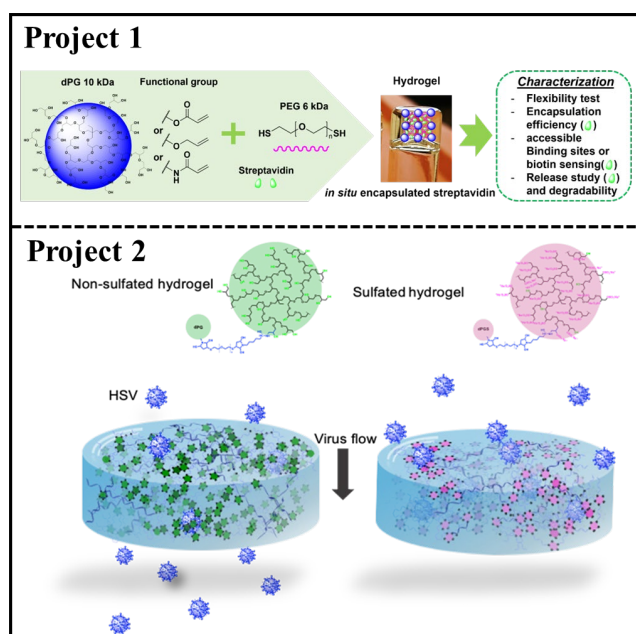 Project 1
dPG 10 kDa
Functional group
or
or
PEG 6 kDa
HS
O
n
SH
Streptavidin
Hydrogel
in situ encapsulated streptavidin
Characterization
- Flexibility test
- Encapsulation
efficiency ( )
- accessible
Binding sites or
biotin sensing( )
- Release study ( )
and degradability
Project 2
Non-sulfated hydrogel
Sulfated hydrogel
dPG
dPGS
HSV
Virus flow